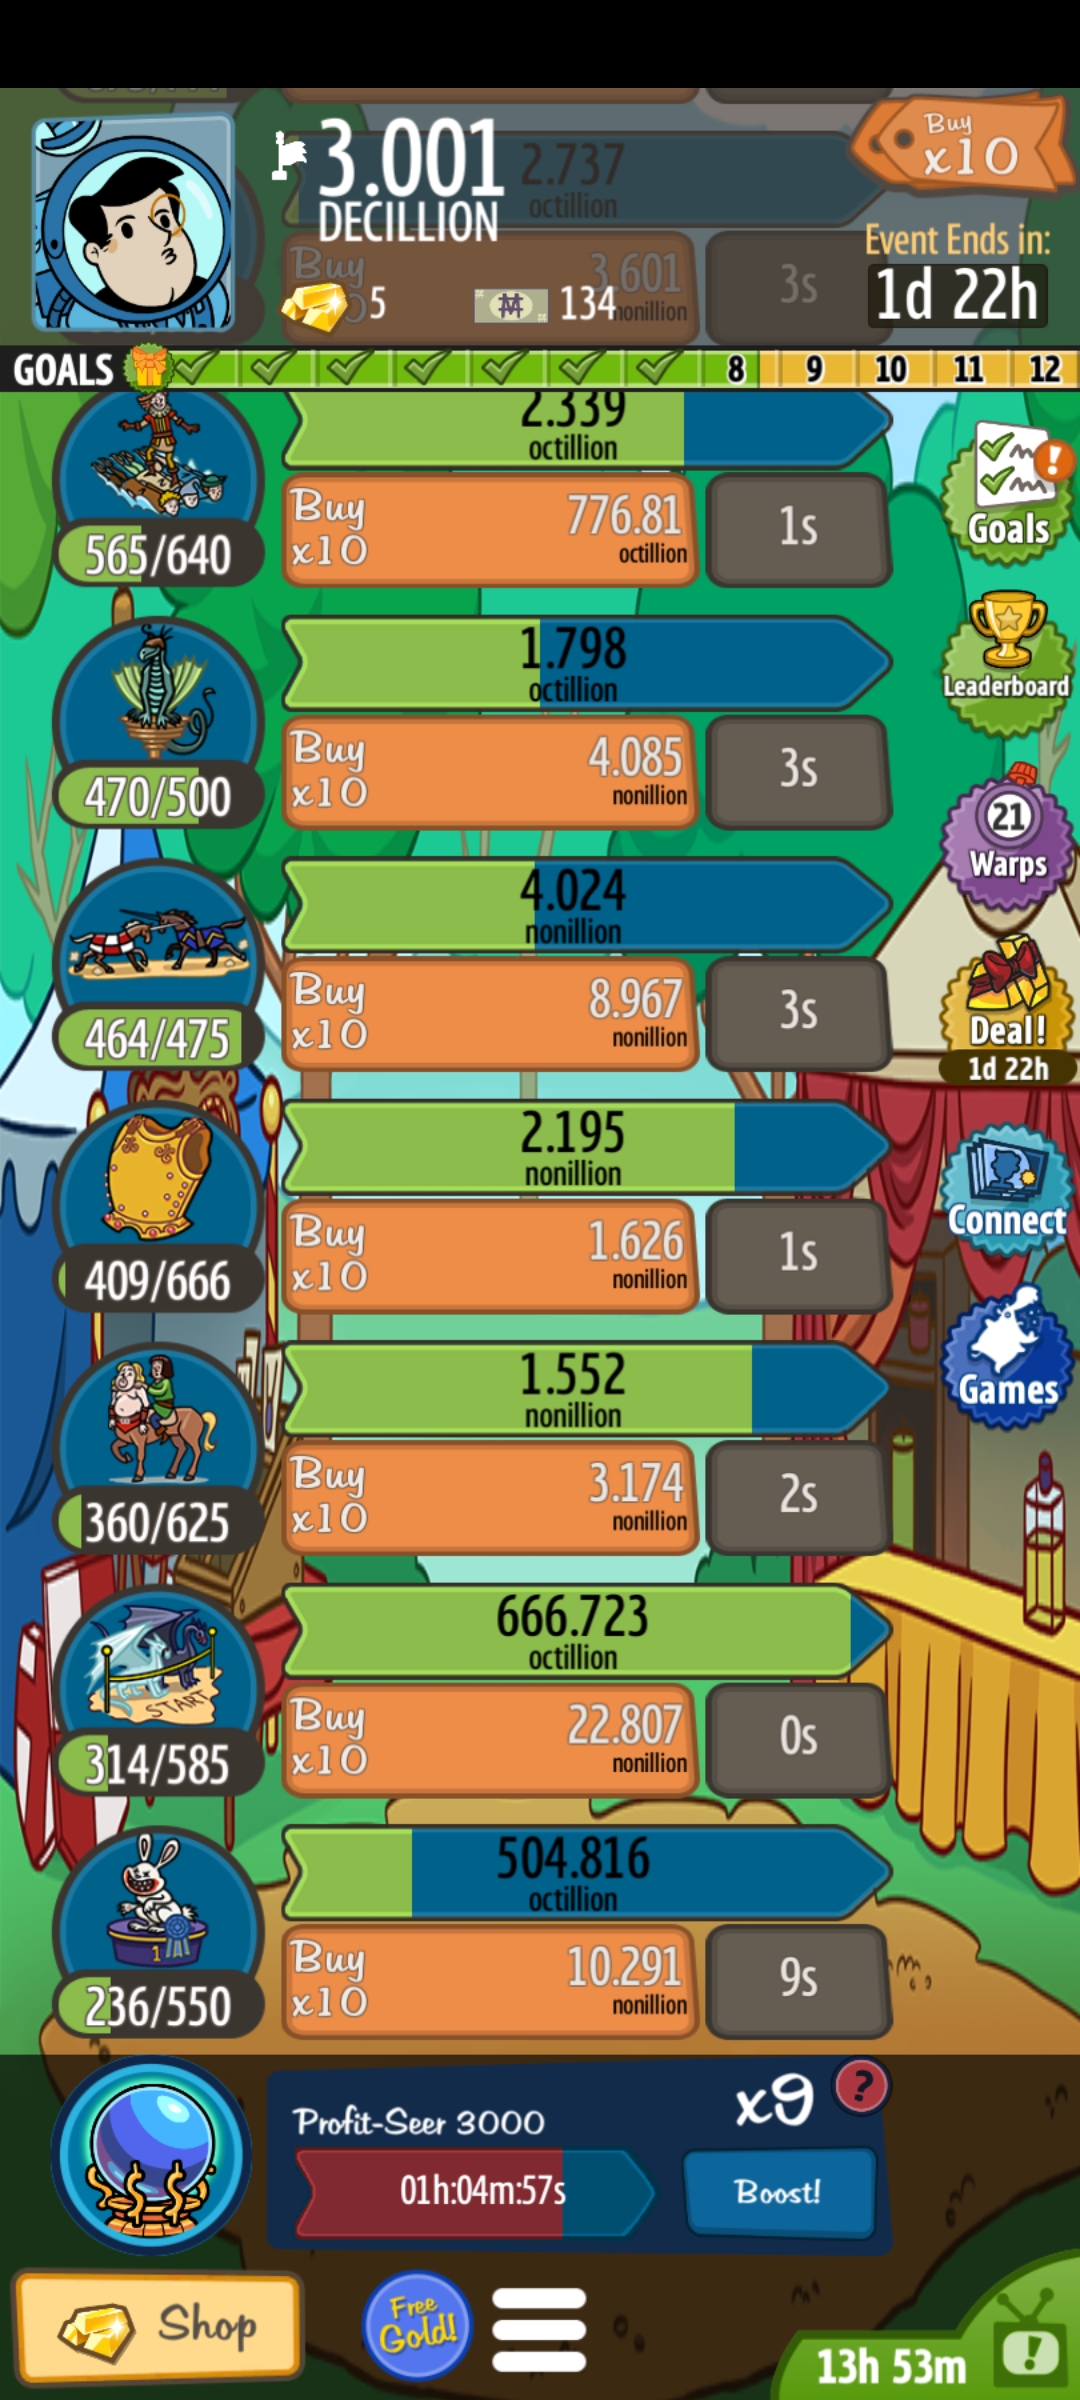 3.001
DECILLION
2.737
octillion
Buy
x10
Buy
3.601
nonillion
3s
5
134
Event Ends in:
1d 22h
GOALS
8
9
10
11
12
2.339
octillion
Buy
x10
776.81
octillion
1s
565/640
Goals
1.798
octillion
Buy
x10
4.085
nonillion
3s
470/500
Leaderboard
21
Warps
4.024
nonillion
Buy
x10
8.967
nonillion
3s
464/475
Deal!
1d 22h
2.195
nonillion
Buy
x10
1.626
nonillion
1s
409/666
Connect
1.552
nonillion
Buy
x10
3.174
nonillion
2s
360/625
Games
666.723
octillion
START
Buy
x10
22.807
nonillion
0s
314/585
504.816
octillion
1
Buy
x10
10.291
nonillion
9s
236/550
Profit-Seer 3000
x9
?
01h:04m:57s
Boost!
Shop
Free
Gold!
13h 53m